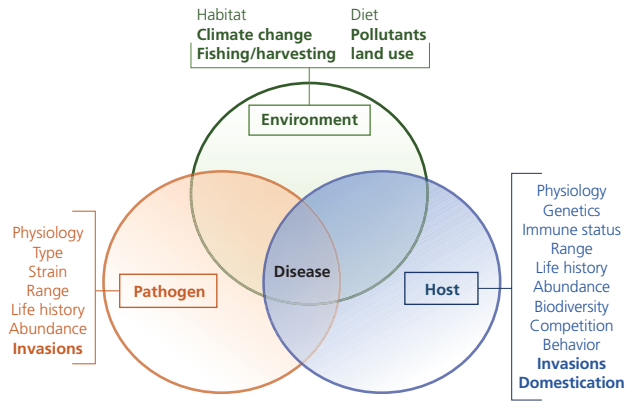 Habitat
Climate change
Fishing/harvesting
Diet
Pollutants
land use
Environment
Physiology
Type
Strain
Range
Life history
Abundance
Invasions
Pathogen
Disease
Host
Physiology
Genetics
Immune status
Range
Life history
Abundance
Biodiversity
Competition
Behavior
Invasions
Domestication